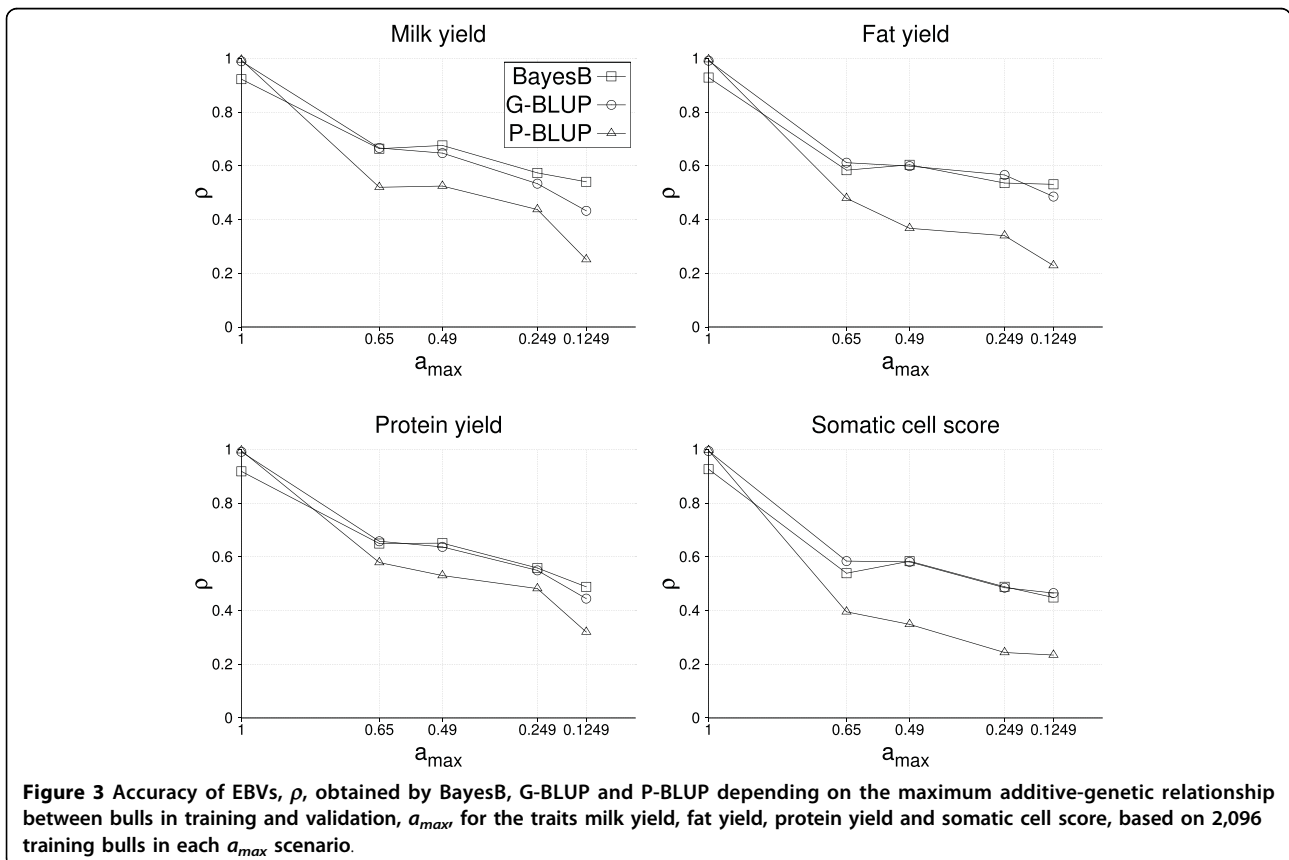 Milk yield
1
0.8
0.6
0.4
0.2
0
ρ
BayesB
G-BLUP
P-BLUP
1 0.65 0.49 0.249 0.1249
a_max
Fat yield
1
0.8
0.6
0.4
0.2
0
ρ
1 0.65 0.49 0.249 0.1249
a_max
Protein yield
1
0.8
0.6
0.4
0.2
0
ρ
1 0.65 0.49 0.249 0.1249
a_max
Somatic cell score
1
0.8
0.6
0.4
0.2
0
ρ
1 0.65 0.49 0.249 0.1249
a_max
Figure 3 Accuracy of EBVs, ρ, obtained by BayesB, G-BLUP and P-BLUP depending on the maximum additive-genetic relationship
between bulls in training and validation, a_max, for the traits milk yield, fat yield, protein yield and somatic cell score, based on 2,096
training bulls in each a_max scenario.